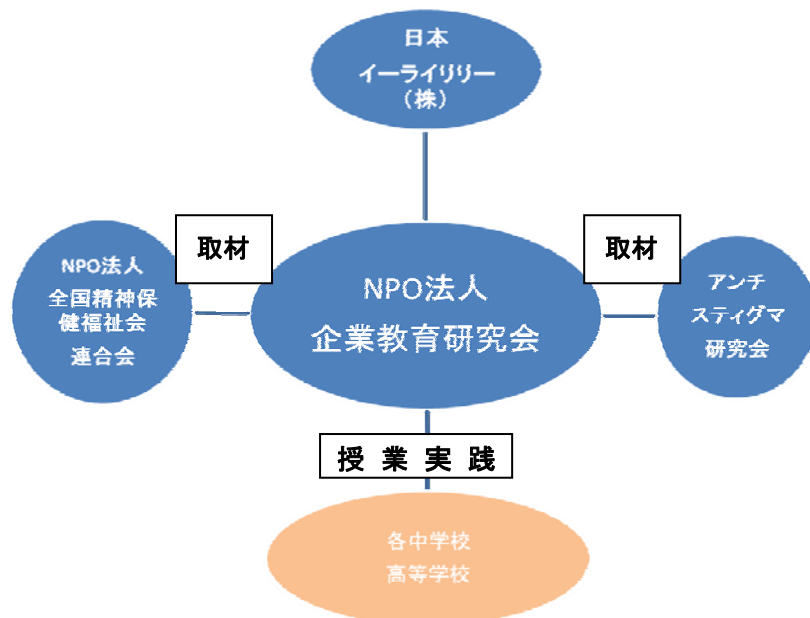 日本
イーライリリー
（株）
取材
取材
NPO法人
全国精神保
健福祉会
連合会
NPO法人
企業教育研究会
アンチ
スティグマ
研究会
授業実践
各中学校
高等学校